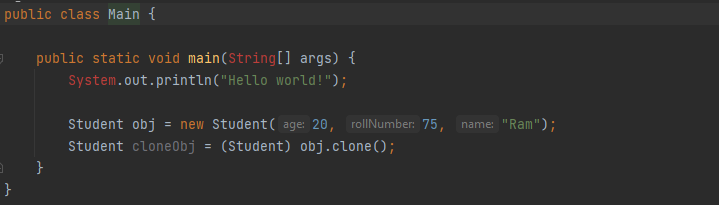 public class Main {
public static void main(String[] args) {
System.out.println("Hello world!");
Student obj = new Student( age: 20, rollNumber: 75, name: "Ram");
Student cloneObj = (Student) obj.clone();
}
}